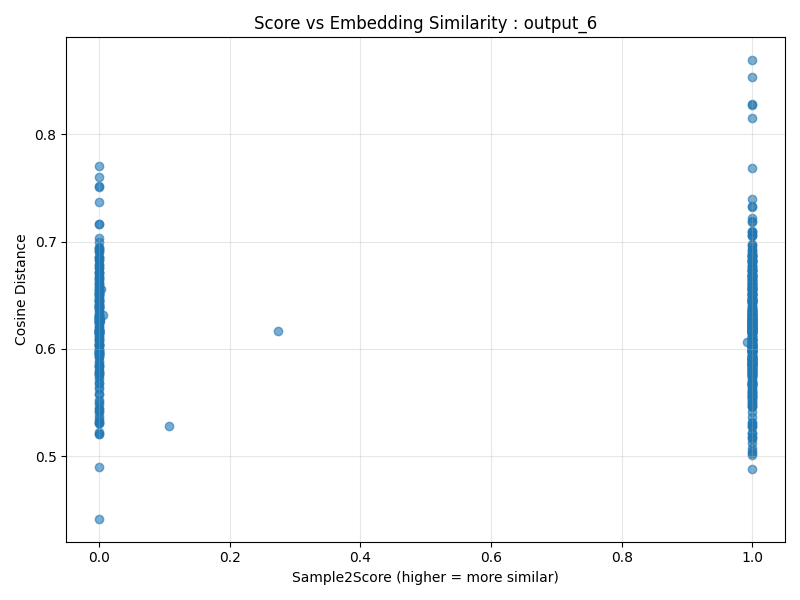 Score vs Embedding Similarity : output_6
Cosine Distance
0.8
0.7
0.6
0.5
0.0 0.2 0.4 0.6 0.8 1.0
Sample2Score (higher = more similar)